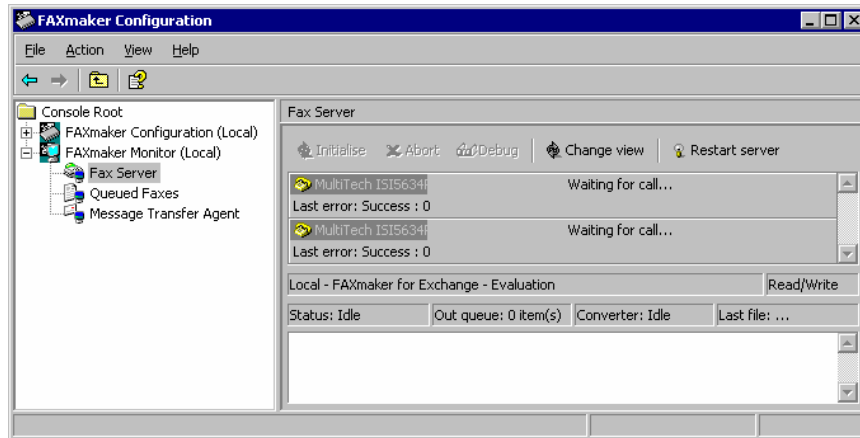 FAXmaker Configuration
File Action View Help
Console Root
FAXmaker Configuration (Local)
FAXmaker Monitor (Local)
Fax Server
Queued Faxes
Message Transfer Agent
Fax Server
Initialise Abort Debug Change view Restart server
MultiTech ISI5634 Waiting for call...
Last error: Success : 0
MultiTech ISI5634 Waiting for call...
Last error: Success : 0
Local - FAXmaker for Exchange - Evaluation Read/Write
Status: Idle Out queue: 0 item(s) Converter: Idle Last file: ...